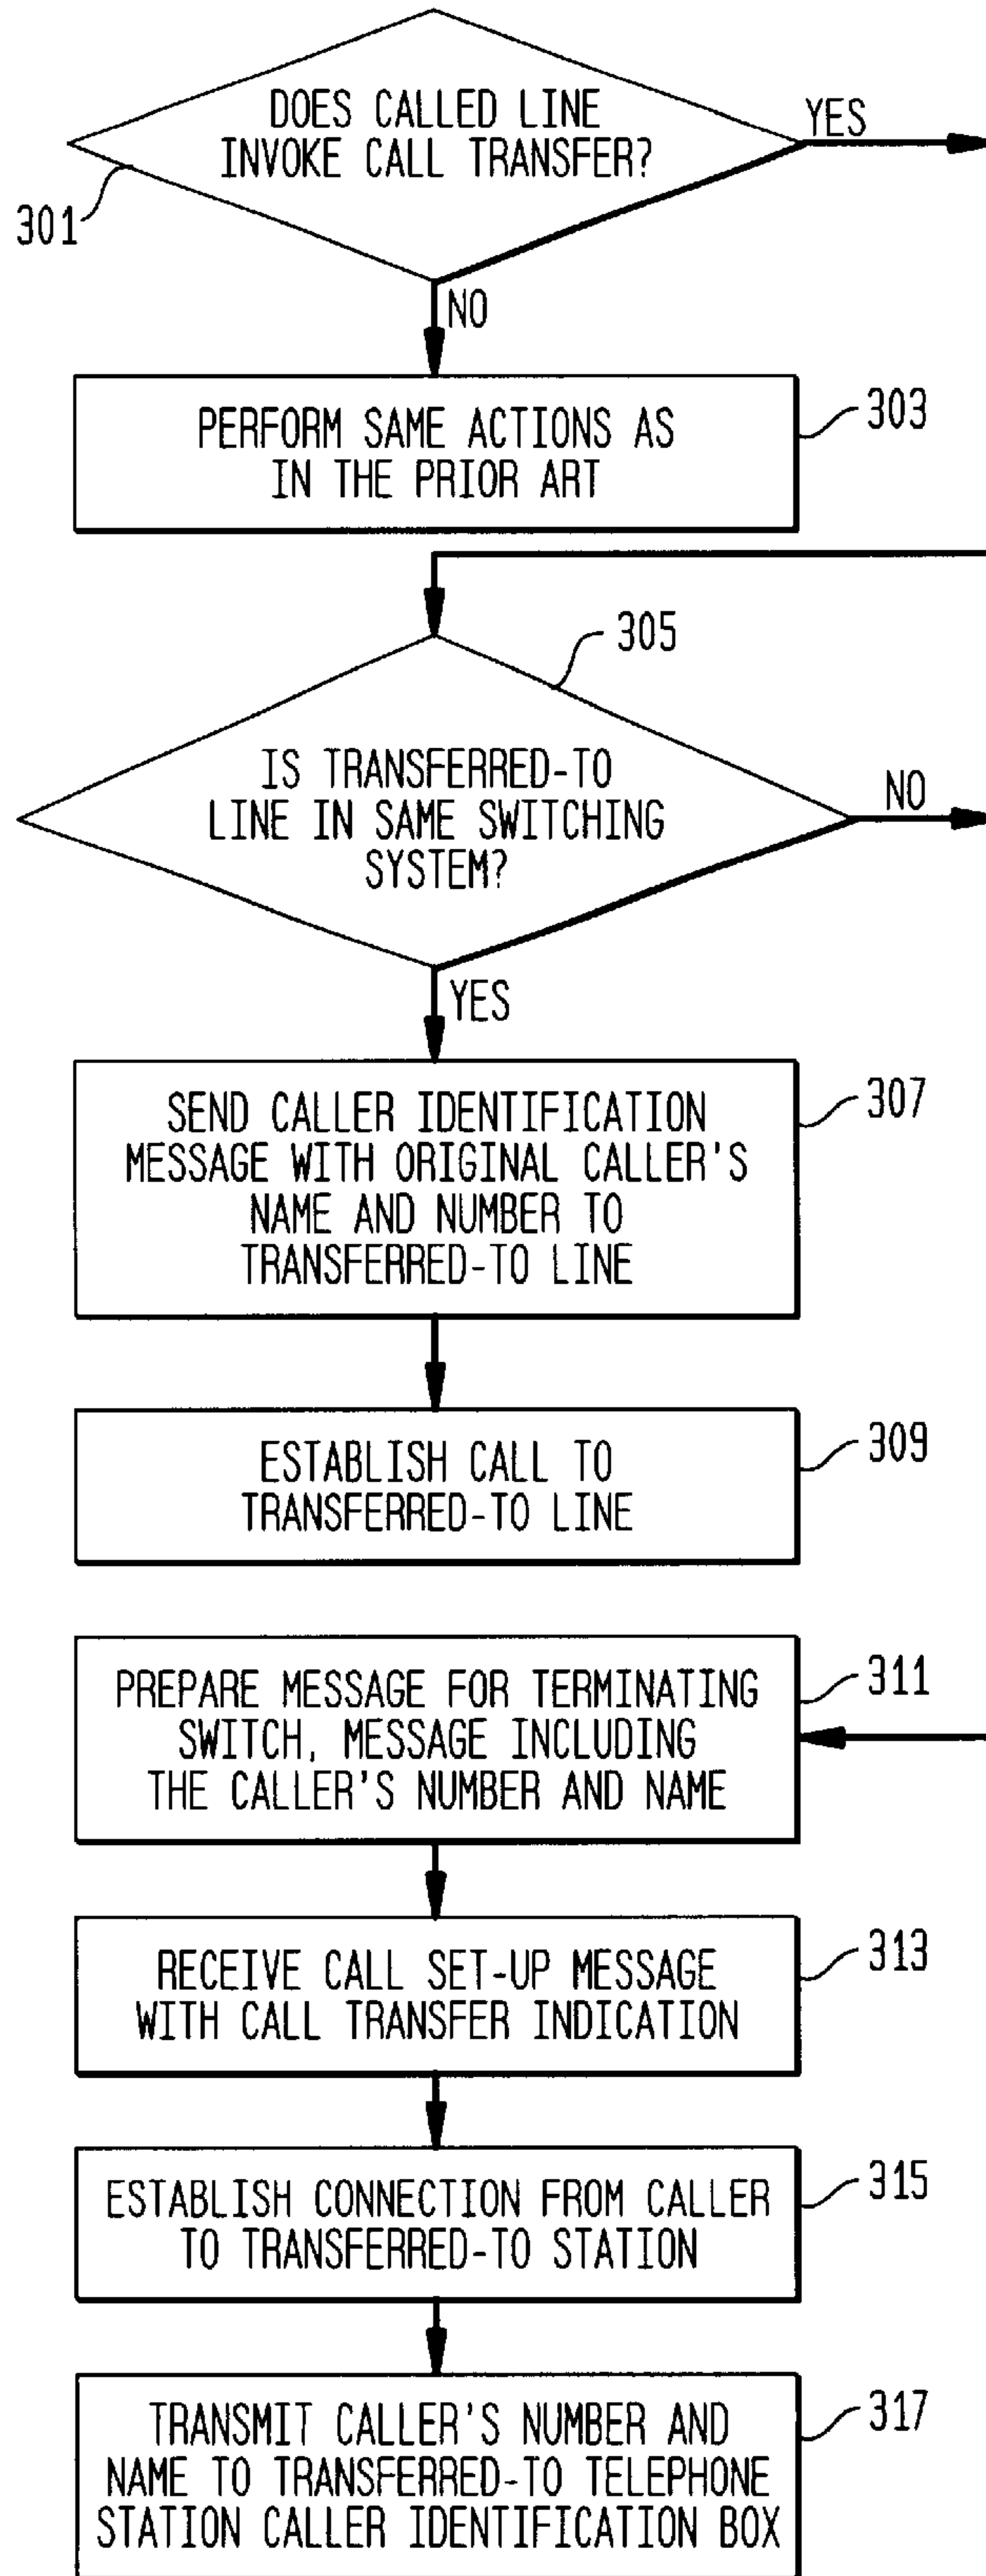 DOES CALLED LINE
INVOKE CALL TRANSFER?
YES
301
NO
PERFORM SAME ACTIONS AS
IN THE PRIOR ART
303
305
IS TRANSFERRED-TO
LINE IN SAME SWITCHING
SYSTEM?
NO
YES
SEND CALLER IDENTIFICATION
MESSAGE WITH ORIGINAL CALLER'S
NAME AND NUMBER TO
TRANSFERRED-TO LINE
307
ESTABLISH CALL TO
TRANSFERRED-TO LINE
309
PREPARE MESSAGE FOR TERMINATING
SWITCH, MESSAGE INCLUDING
THE CALLER'S NUMBER AND NAME
311
RECEIVE CALL SET-UP MESSAGE
WITH CALL TRANSFER INDICATION
313
ESTABLISH CONNECTION FROM CALLER
TO TRANSFERRED-TO STATION
315
TRANSMIT CALLER'S NUMBER AND
NAME TO TRANSFERRED-TO TELEPHONE
STATION CALLER IDENTIFICATION BOX
317